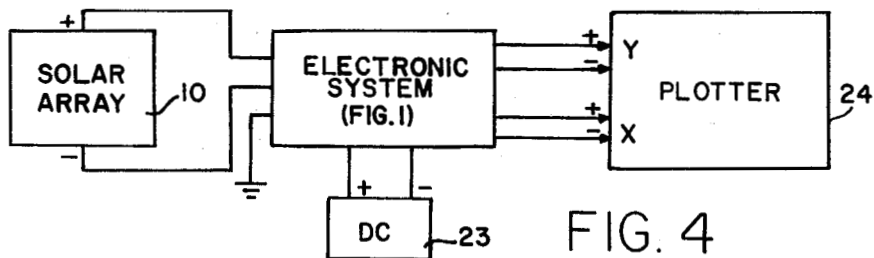 +
SOLAR
ARRAY
10
-
ELECTRONIC
SYSTEM
(FIG.1)
+
Y
-
+
X
-
PLOTTER
24
+ -
DC
23
FIG. 4